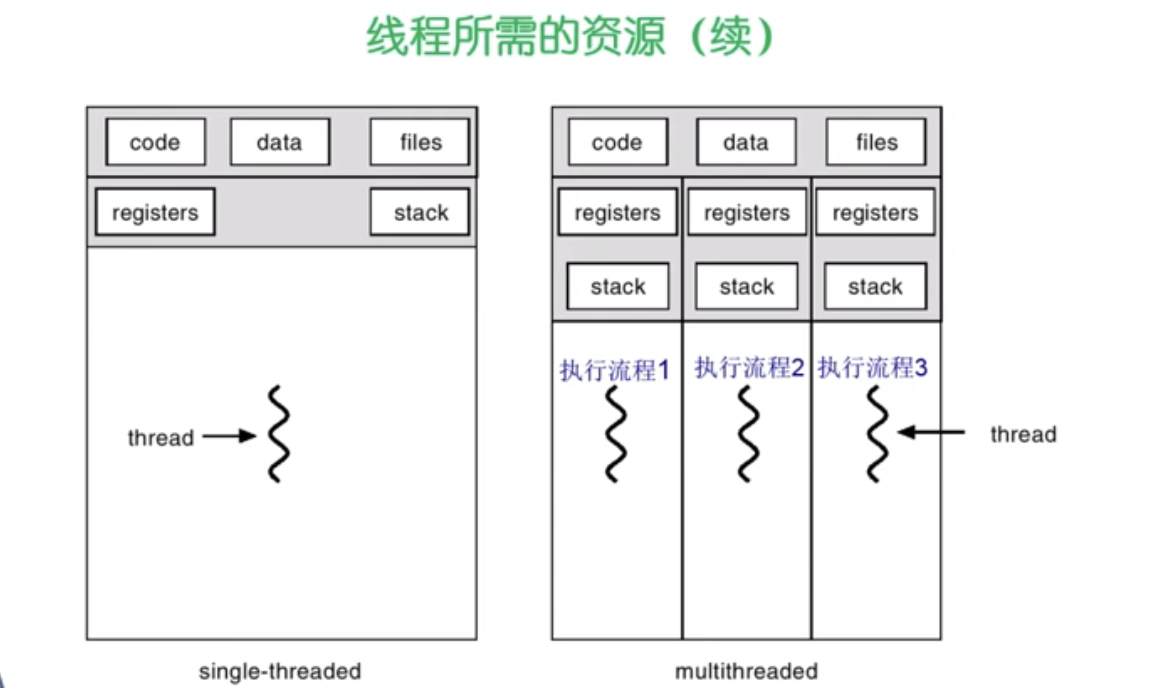 线程所需的资源（续）
code data files
registers stack
thread
single-threaded
code data files
registers registers registers
stack stack stack
执行流程1 执行流程2 执行流程3
thread
multithreaded